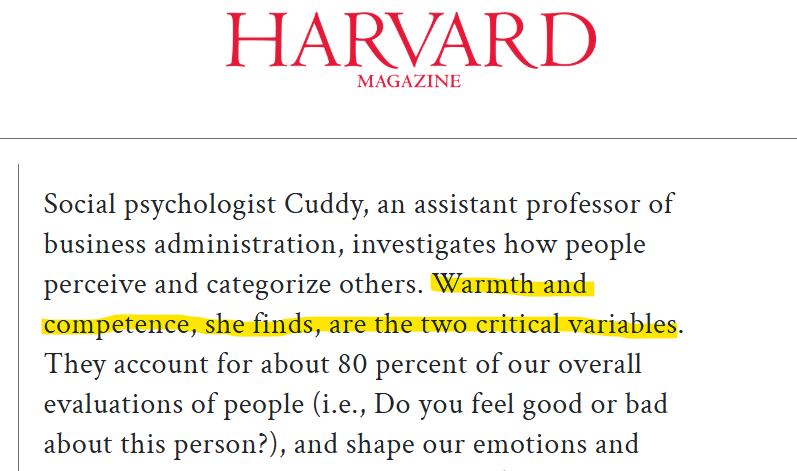 HARVARD
MAGAZINE
Social psychologist Cuddy, an assistant professor of
business administration, investigates how people
perceive and categorize others. Warmth and
competence, she finds, are the two critical variables.
They account for about 80 percent of our overall
evaluations of people (i.e., Do you feel good or bad
about this person?), and shape our emotions and